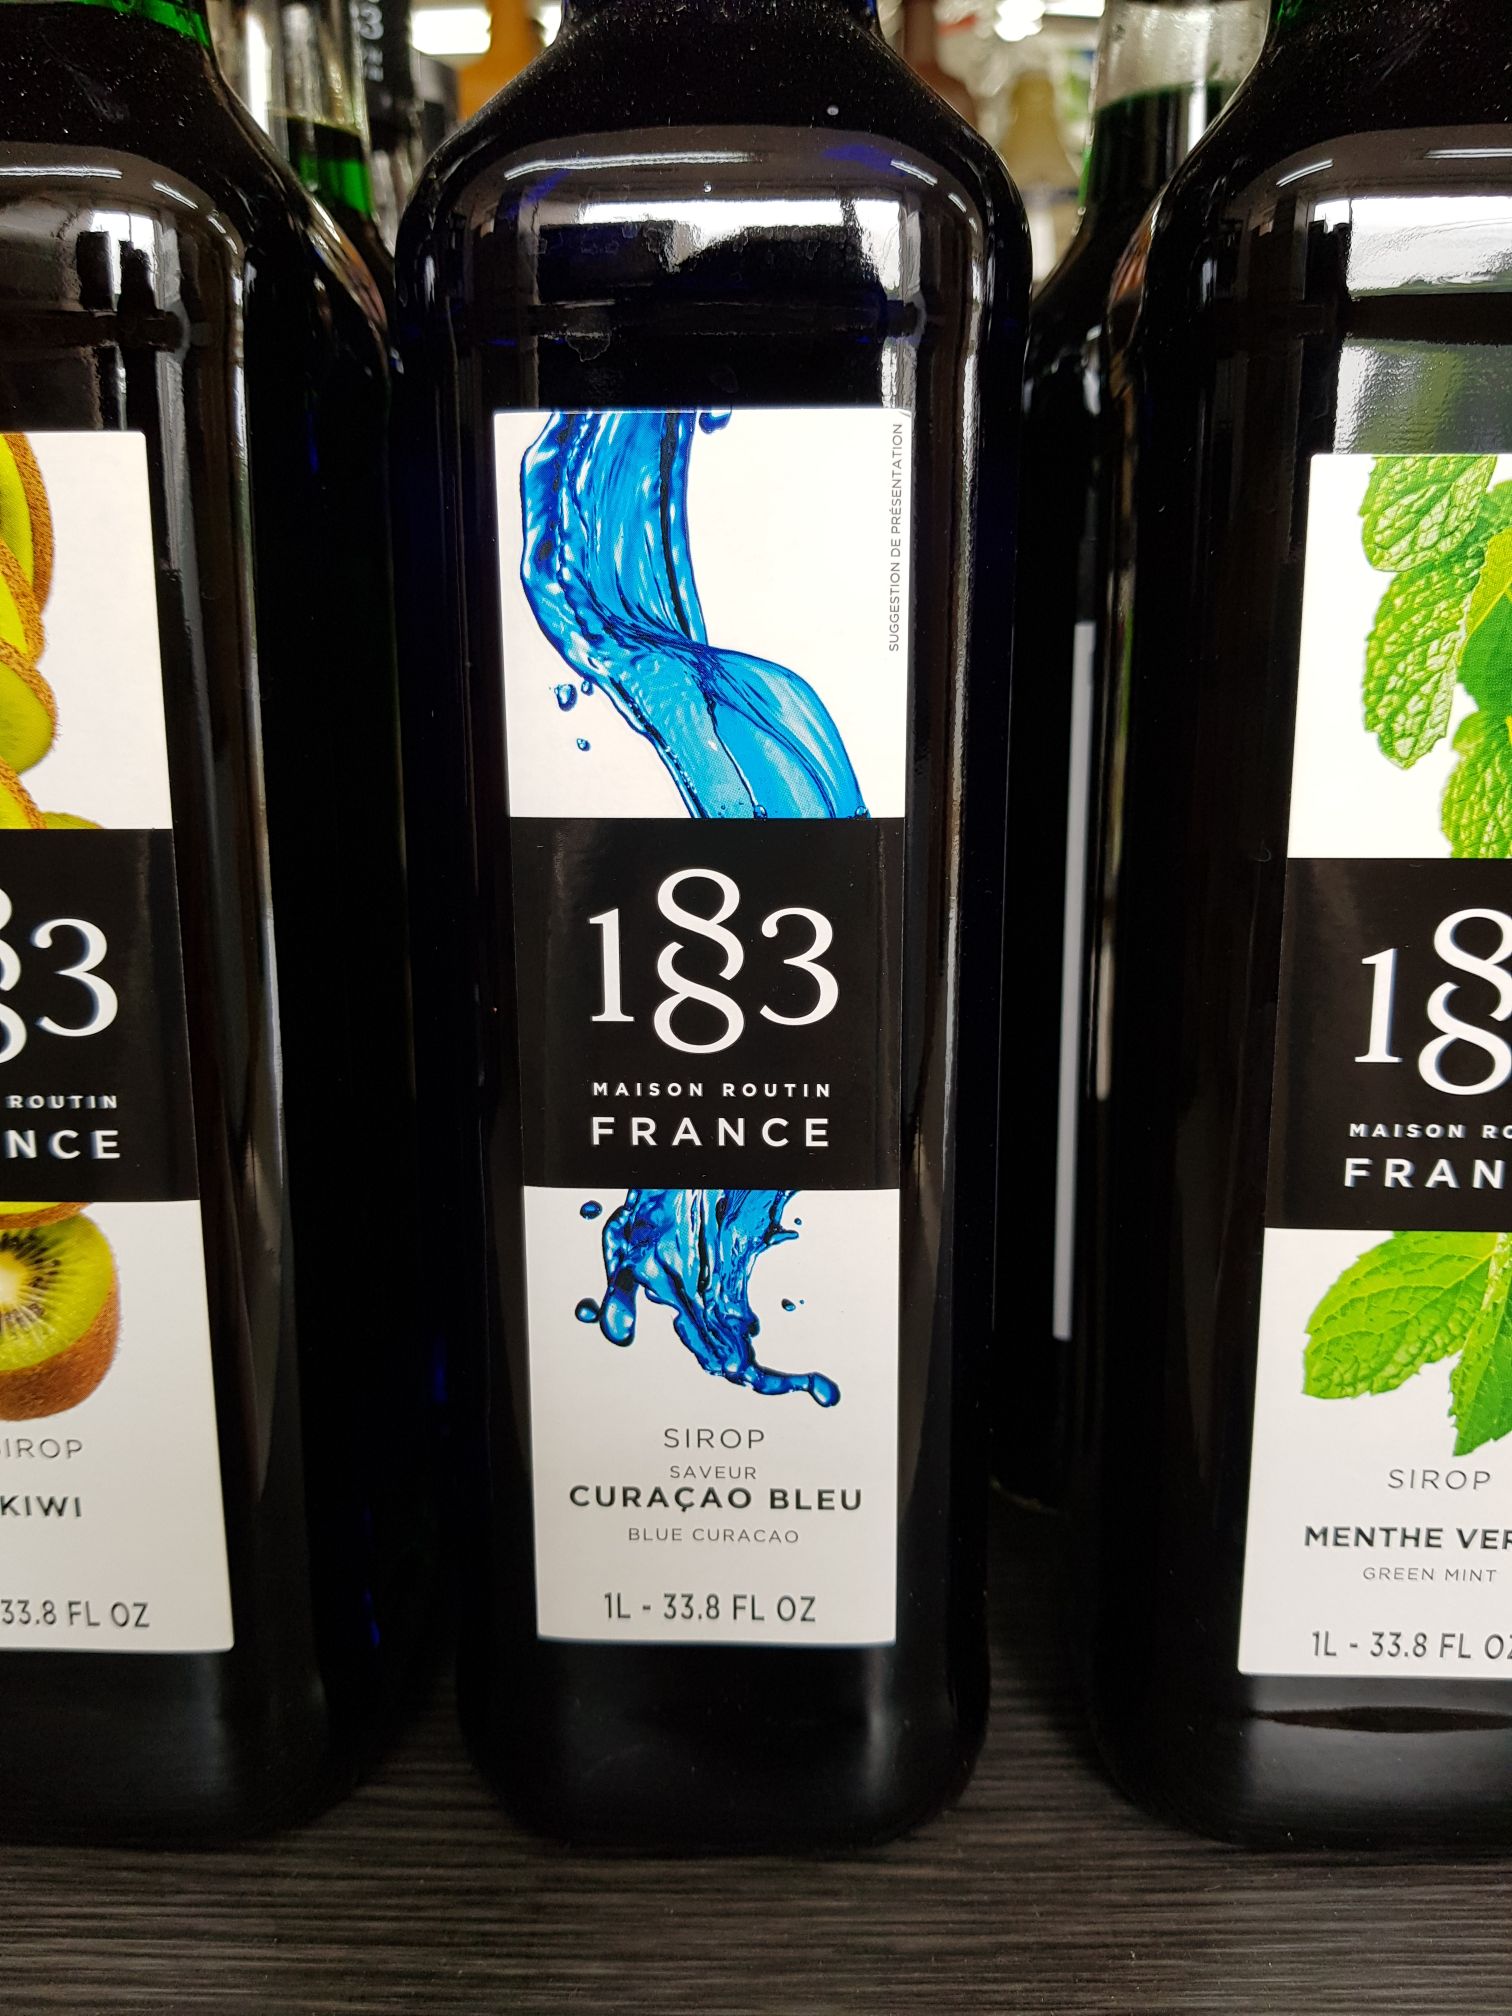 SUGGESTION DE PRÉSENTATION
1883
MAISON ROUTIN
FRANCE
SIROP
SAVEUR
CURAÇAO BLEU
BLUE CURACAO
1L - 33.8 FL OZ
83
ROUTIN
NCE
SIROP
KIWI
33.8 FL OZ
188
MAISON RO
FRAN
SIROP
MENTHE VER
GREEN MINT
1L - 33.8 FL OZ